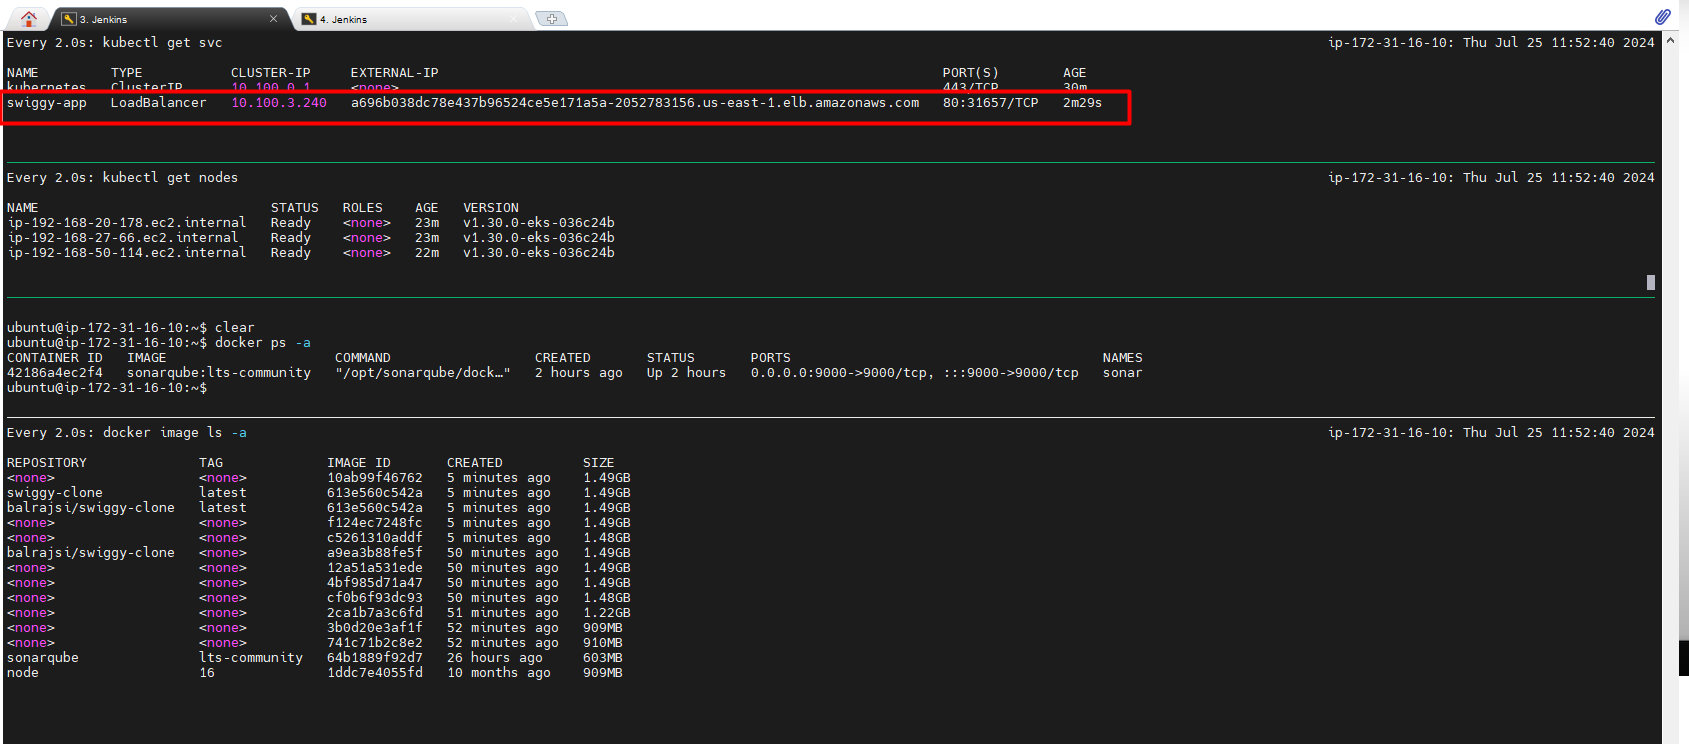 3. Jenkins
4. Jenkins
Every 2.0s: kubectl get svc ip-172-31-16-10: Thu Jul 25 11:52:40 2024
NAME TYPE CLUSTER-IP EXTERNAL-IP PORT(S) AGE
kubernetes ClusterIP 10.100.0.1 <none> 443/TCP 30m
swiggy-app LoadBalancer 10.100.3.240 a696b038dc78e437b96524ce5e171a5a-2052783156.us-east-1.elb.amazonaws.com 80:31657/TCP 2m29s
Every 2.0s: kubectl get nodes ip-172-31-16-10: Thu Jul 25 11:52:40 2024
NAME STATUS ROLES AGE VERSION
ip-192-168-20-178.ec2.internal Ready <none> 23m v1.30.0-eks-036c24b
ip-192-168-27-66.ec2.internal Ready <none> 23m v1.30.0-eks-036c24b
ip-192-168-50-114.ec2.internal Ready <none> 22m v1.30.0-eks-036c24b
ubuntu@ip-172-31-16-10:~$ clear
ubuntu@ip-172-31-16-10:~$ docker ps -a
CONTAINER ID IMAGE COMMAND CREATED STATUS PORTS NAMES
42186a4ec2f4 sonarqube:lts-community "/opt/sonarqube/dock…" 2 hours ago Up 2 hours 0.0.0.0:9000->9000/tcp, :::9000->9000/tcp sonar
ubuntu@ip-172-31-16-10:~$
Every 2.0s: docker image ls -a ip-172-31-16-10: Thu Jul 25 11:52:40 2024
REPOSITORY TAG IMAGE ID CREATED SIZE
<none> <none> 10ab99f46762 5 minutes ago 1.49GB
swiggy-clone latest 613e560c542a 5 minutes ago 1.49GB
balrajsi/swiggy-clone latest 613e560c542a 5 minutes ago 1.49GB
<none> <none> f124ec7248fc 5 minutes ago 1.49GB
<none> <none> c5261310addf 5 minutes ago 1.48GB
balrajsi/swiggy-clone <none> a9ea3b88fe5f 50 minutes ago 1.49GB
<none> <none> 12a51a531ede 50 minutes ago 1.49GB
<none> <none> 4bf985d71a47 50 minutes ago 1.49GB
<none> <none> cf0b6f93dc93 50 minutes ago 1.48GB
<none> <none> 2ca1b7a3c6fd 51 minutes ago 1.22GB
<none> <none> 3b0d20e3af1f 52 minutes ago 909MB
<none> <none> 741c71b2c8e2 52 minutes ago 910MB
sonarqube lts-community 64b1889f92d7 26 hours ago 603MB
node 16 1ddc7e4055fd 10 months ago 909MB